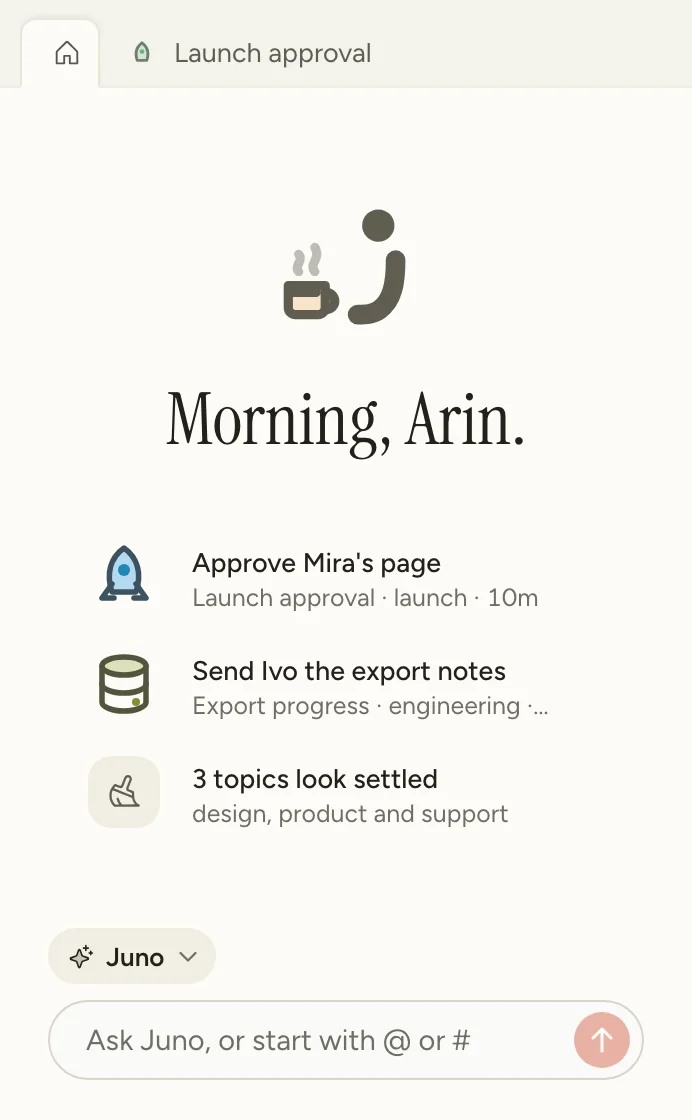 Launch approval
Morning, Arin.
Approve Mira's page
Launch approval · launch · 10m
Send Ivo the export notes
Export progress · engineering ·...
3 topics look settled
design, product and support
Juno
Ask Juno, or start with @ or #